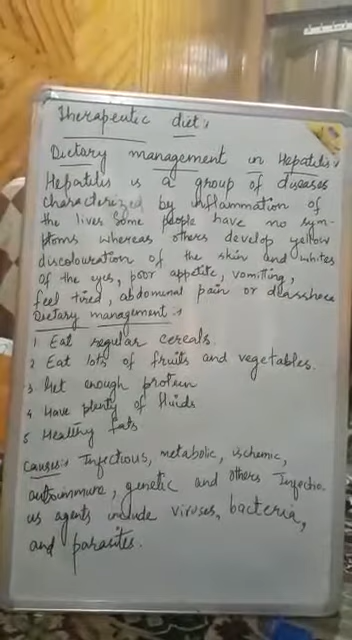 Therapeutic diet :
Dietary management in Hepatitis :
Hepatitis is a group of diseases
characterized by inflammation of
the lives Some people have no sym-
ptoms whereas others develop yellow
discolouration of the skin and whites
of the eyes, poor appetite, vomitting,
feel tired, abdominal pain or diarrhoea
Dietary management :
1 Eat regular cereals.
2 Eat lots of fruits and vegetables.
3 Get enough protein
4 Have plenty of fluids
5 Healthy fats
Causes : Infectious, metabolic, ischemic,
autoimmune, genetic and others Infectio-
us agents include viruses, bacteria,
and parasites.